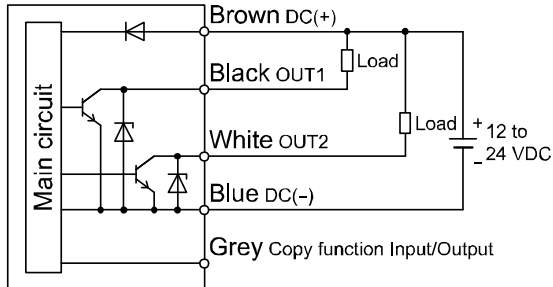 Brown DC(+)
Load
Black OUT1
Main circuit
Load
+
12 to
24 VDC
-
White OUT2
Blue DC(−)
Grey Copy function Input/Output